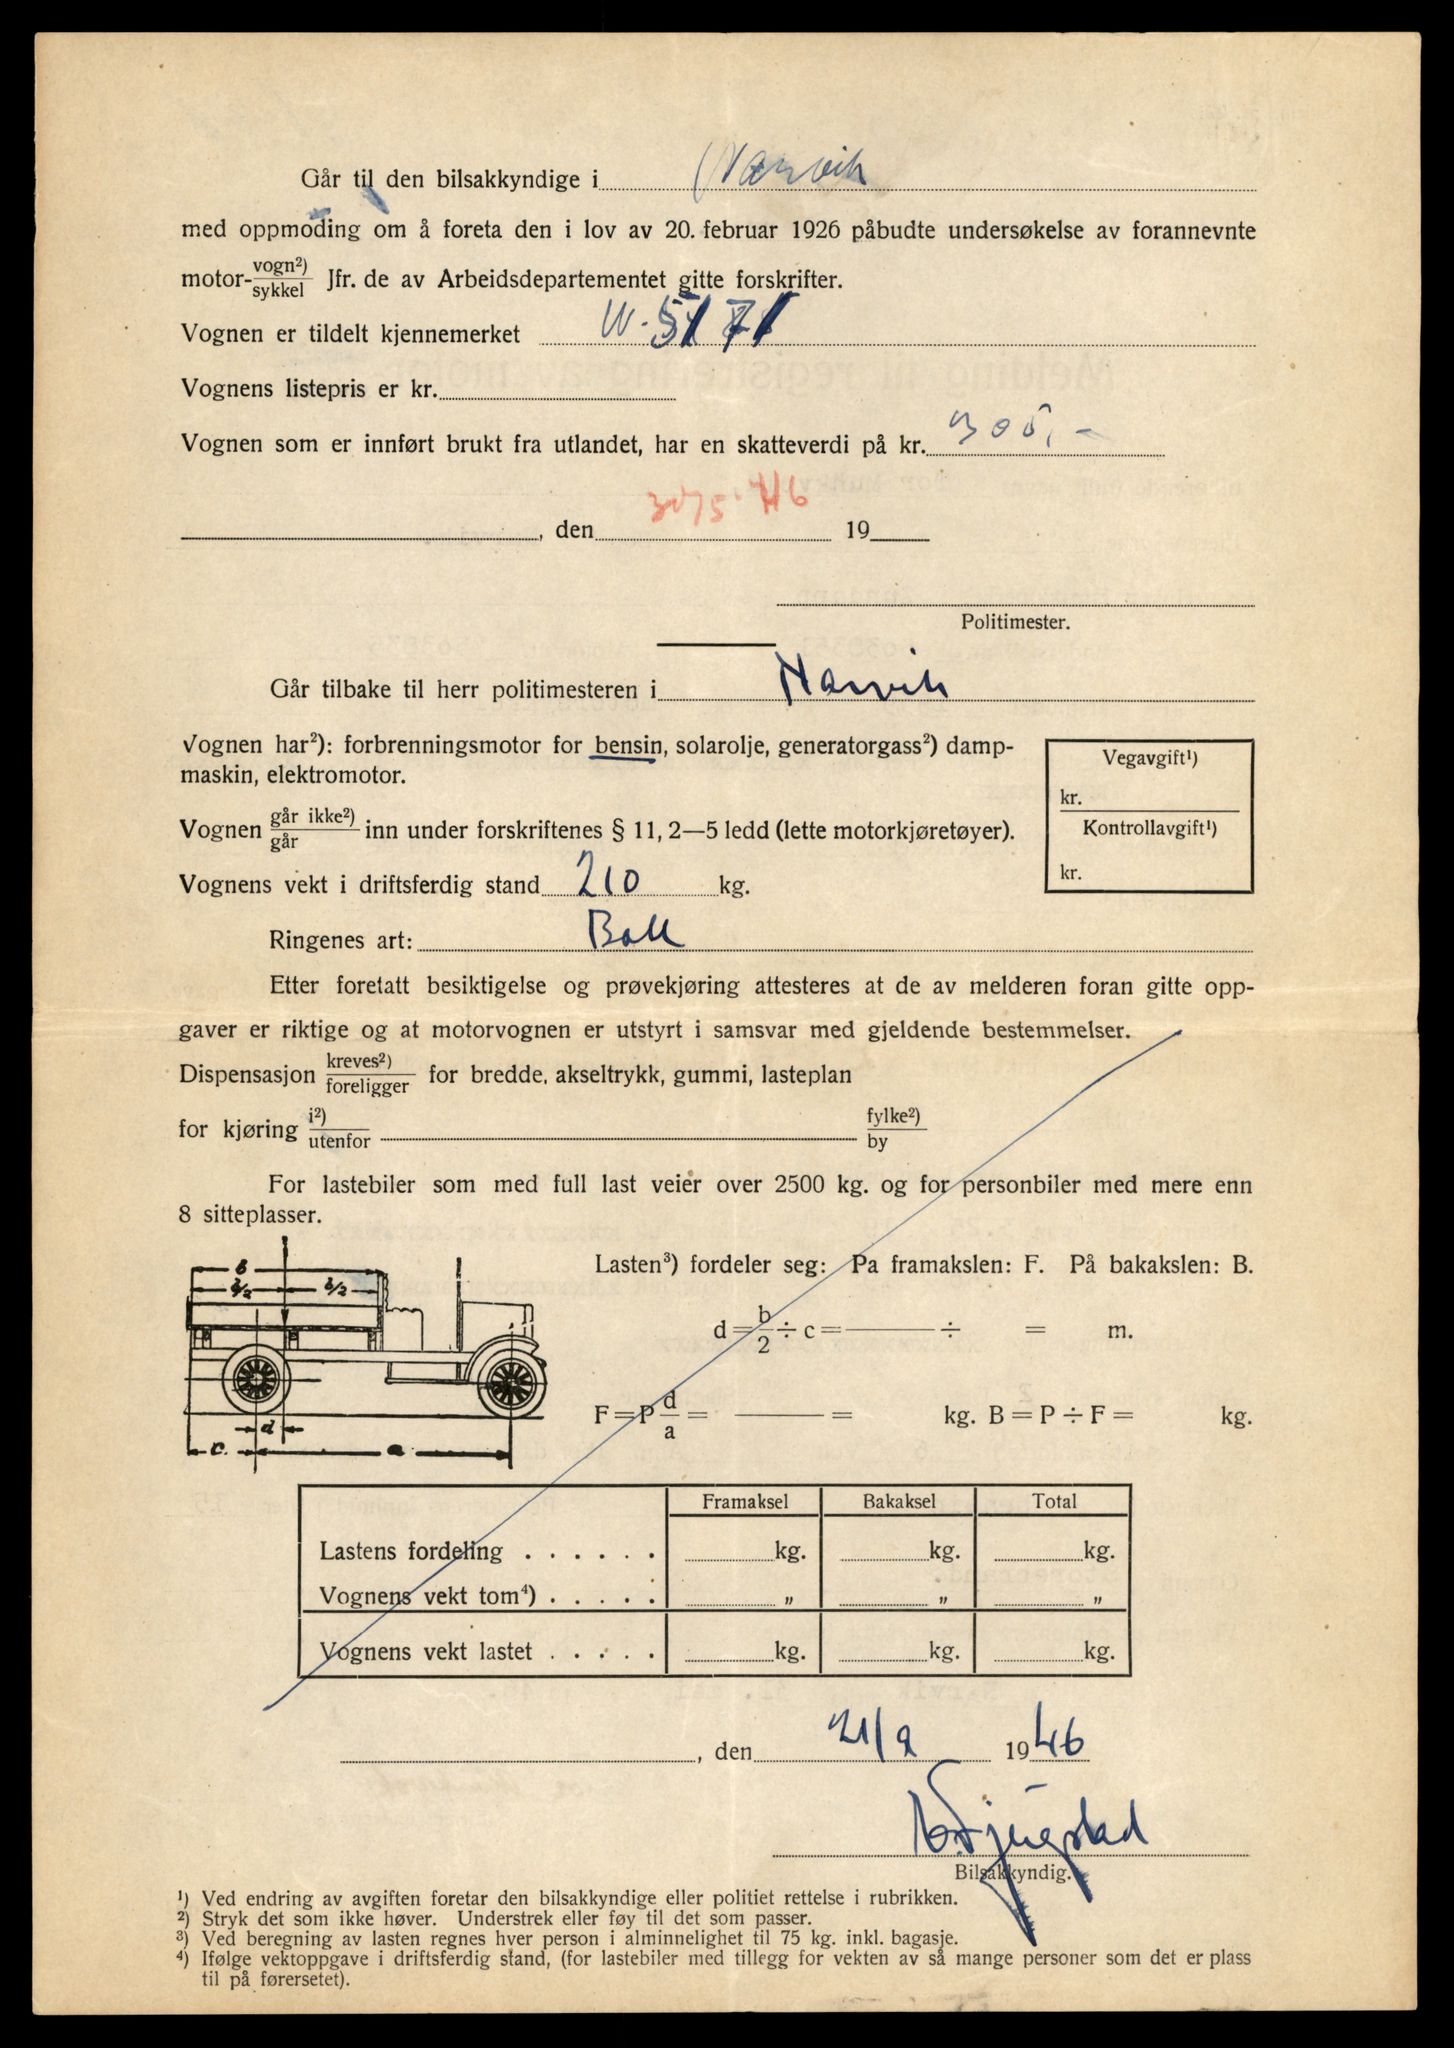 Går til den bilsakkyndige i Narvik
med oppmoding om å foreta den i lov av 20. februar 1926 påbudte undersøkelse av forannevnte
motor- vogn²) / sykkel Jfr. de av Arbeidsdepartementet gitte forskrifter.
Vognen er tildelt kjennemerket W-5171
Vognens listepris er kr.
Vognen som er innført brukt fra utlandet, har en skatteverdi på kr. 300,-
, den 19
Politimester.
Går tilbake til herr politimesteren i Narvik
Vognen har²): forbrenningsmotor for bensin, solarolje, generatorgass²) damp-
maskin, elektromotor.
Vegavgift¹)
kr.
Kontrollavgift¹)
kr.
Vognen går ikke²) / går inn under forskriftenes § 11, 2—5 ledd (lette motorkjøretøyer).
Vognens vekt i driftsferdig stand 210 kg.
Ringenes art: Ball
Etter foretatt besiktigelse og prøvekjøring attesteres at de av melderen foran gitte opp-
gaver er riktige og at motorvognen er utstyrt i samsvar med gjeldende bestemmelser.
Dispensasjon kreves²) / foreligger for bredde, akseltrykk, gummi, lasteplan
for kjøring i²) / utenfor fylke²) / by
For lastebiler som med full last veier over 2500 kg. og for personbiler med mere enn
8 sitteplasser.
b
b/2 b/2
d
c. a
Lasten³) fordeler seg: Pa framakslen: F. På bakakslen: B.
d = b/2 ÷ c = ——— ÷ = m.
F = P d/a = ——— = kg. B = P ÷ F = kg.
Framaksel Bakaksel Total
Lastens fordeling . . . . . . kg. kg. kg.
Vognens vekt tom⁴) . . . . . „ „ „
Vognens vekt lastet . . . . . kg. kg. kg.
, den 21/9 1946
Bilsakkyndig.
¹) Ved endring av avgiften foretar den bilsakkyndige eller politiet rettelse i rubrikken.
²) Stryk det som ikke høver. Understrek eller føy til det som passer.
³) Ved beregning av lasten regnes hver person i alminnelighet til 75 kg. inkl. bagasje.
⁴) Ifølge vektoppgave i driftsferdig stand, (for lastebiler med tillegg for vekten av så mange personer som det er plass
til på førersetet).